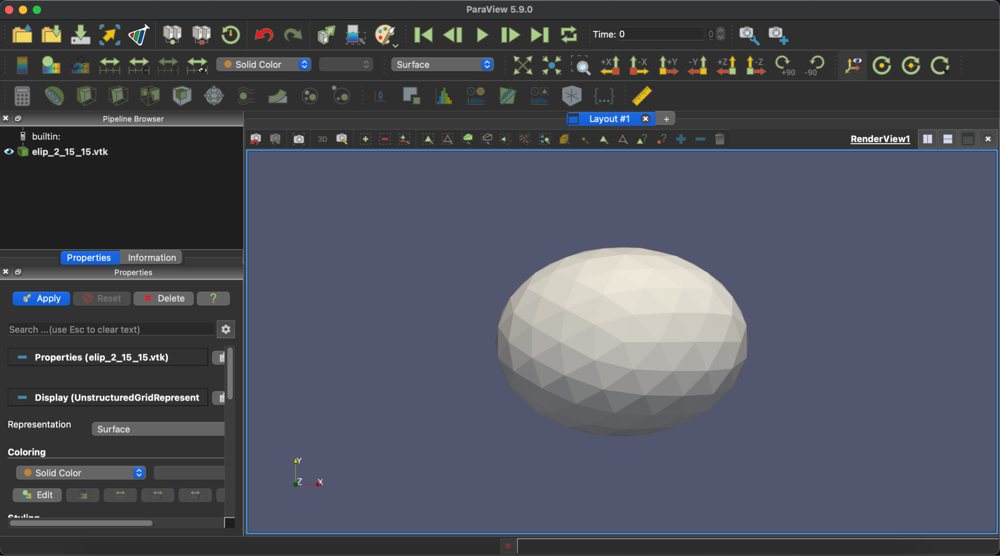 ParaView 5.9.0
Time: 0 0
Solid Color Surface +X -X +Y -Y +Z -Z +90 -90
{...}
Pipeline Browser
Layout #1 +
builtin:
elip_2_15_15.vtk
3D RenderView1
Properties Information
Properties
Apply Reset Delete ?
Search ...(use Esc to clear text)
Properties (elip_2_15_15.vtk)
Display (UnstructuredGridRepresent
Representation Surface
Coloring
Solid Color
Edit
Styling
Y
Z X